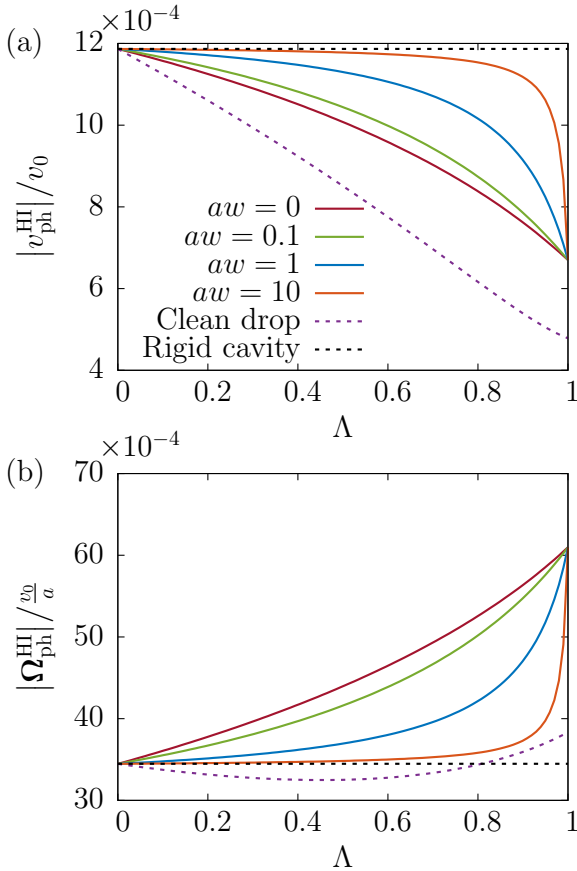 ×10⁻⁴
(a)
12
10
8
6
4
|v_ph^HI|/v₀
aw = 0
aw = 0.1
aw = 1
aw = 10
Clean drop
Rigid cavity
0 0.2 0.4 0.6 0.8 1
Λ
×10⁻⁴
(b)
70
60
50
40
30
|Ω_ph^HI|/ v₀/a
0 0.2 0.4 0.6 0.8 1
Λ